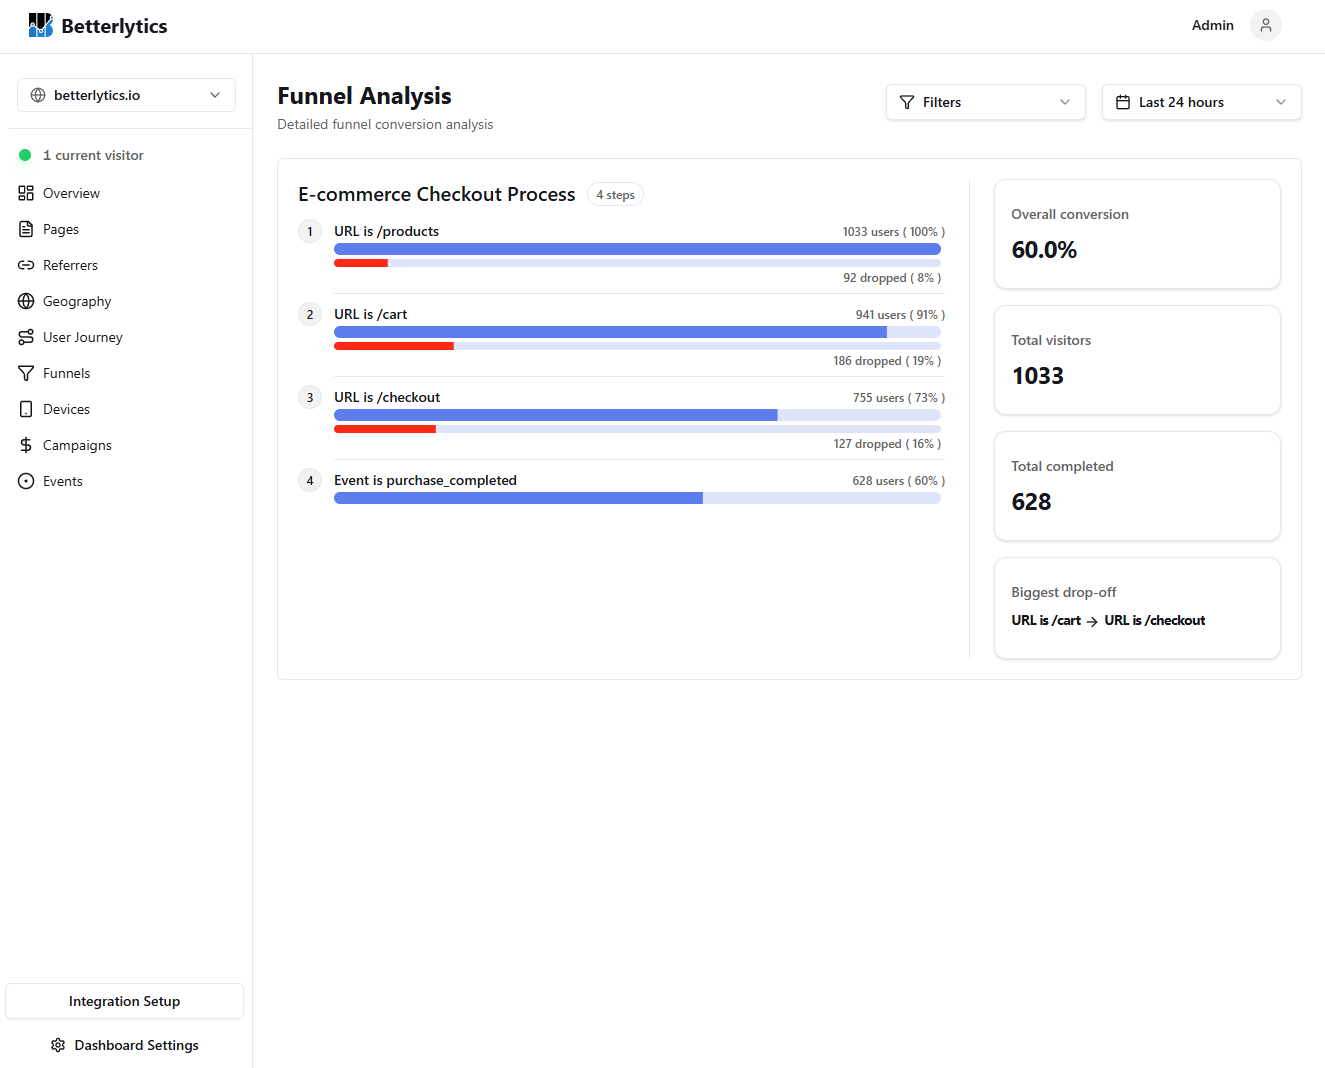 Betterlytics
Admin
betterlytics.io
1 current visitor
Overview
Pages
Referrers
Geography
User Journey
Funnels
Devices
Campaigns
Events
Integration Setup
Dashboard Settings
Funnel Analysis
Detailed funnel conversion analysis
Filters
Last 24 hours
E-commerce Checkout Process 4 steps
1 URL is /products 1033 users ( 100% )
92 dropped ( 8% )
2 URL is /cart 941 users ( 91% )
186 dropped ( 19% )
3 URL is /checkout 755 users ( 73% )
127 dropped ( 16% )
4 Event is purchase_completed 628 users ( 60% )
Overall conversion
60.0%
Total visitors
1033
Total completed
628
Biggest drop-off
URL is /cart → URL is /checkout